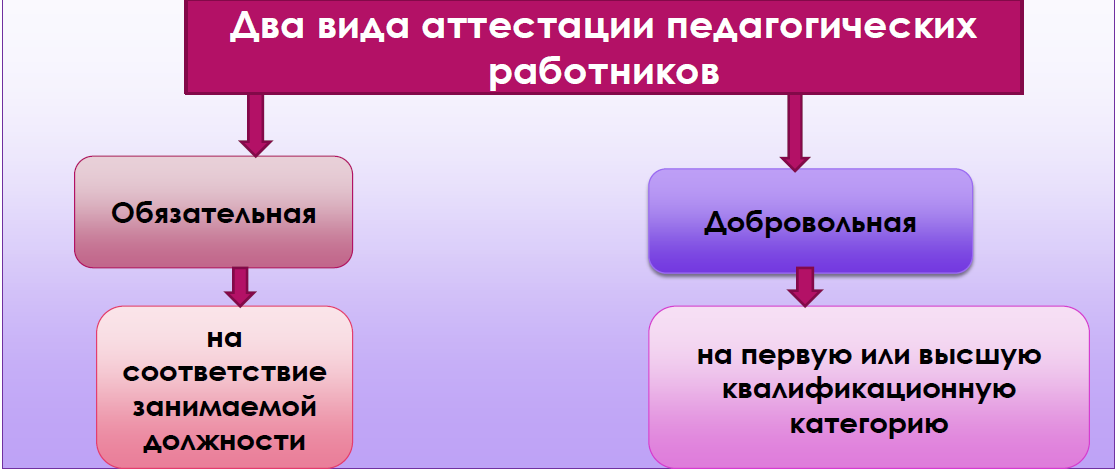 Два вида аттестации педагогических
работников
Обязательная
Добровольная
на
соответствие
занимаемой
должности
на первую или высшую
квалификационную
категорию